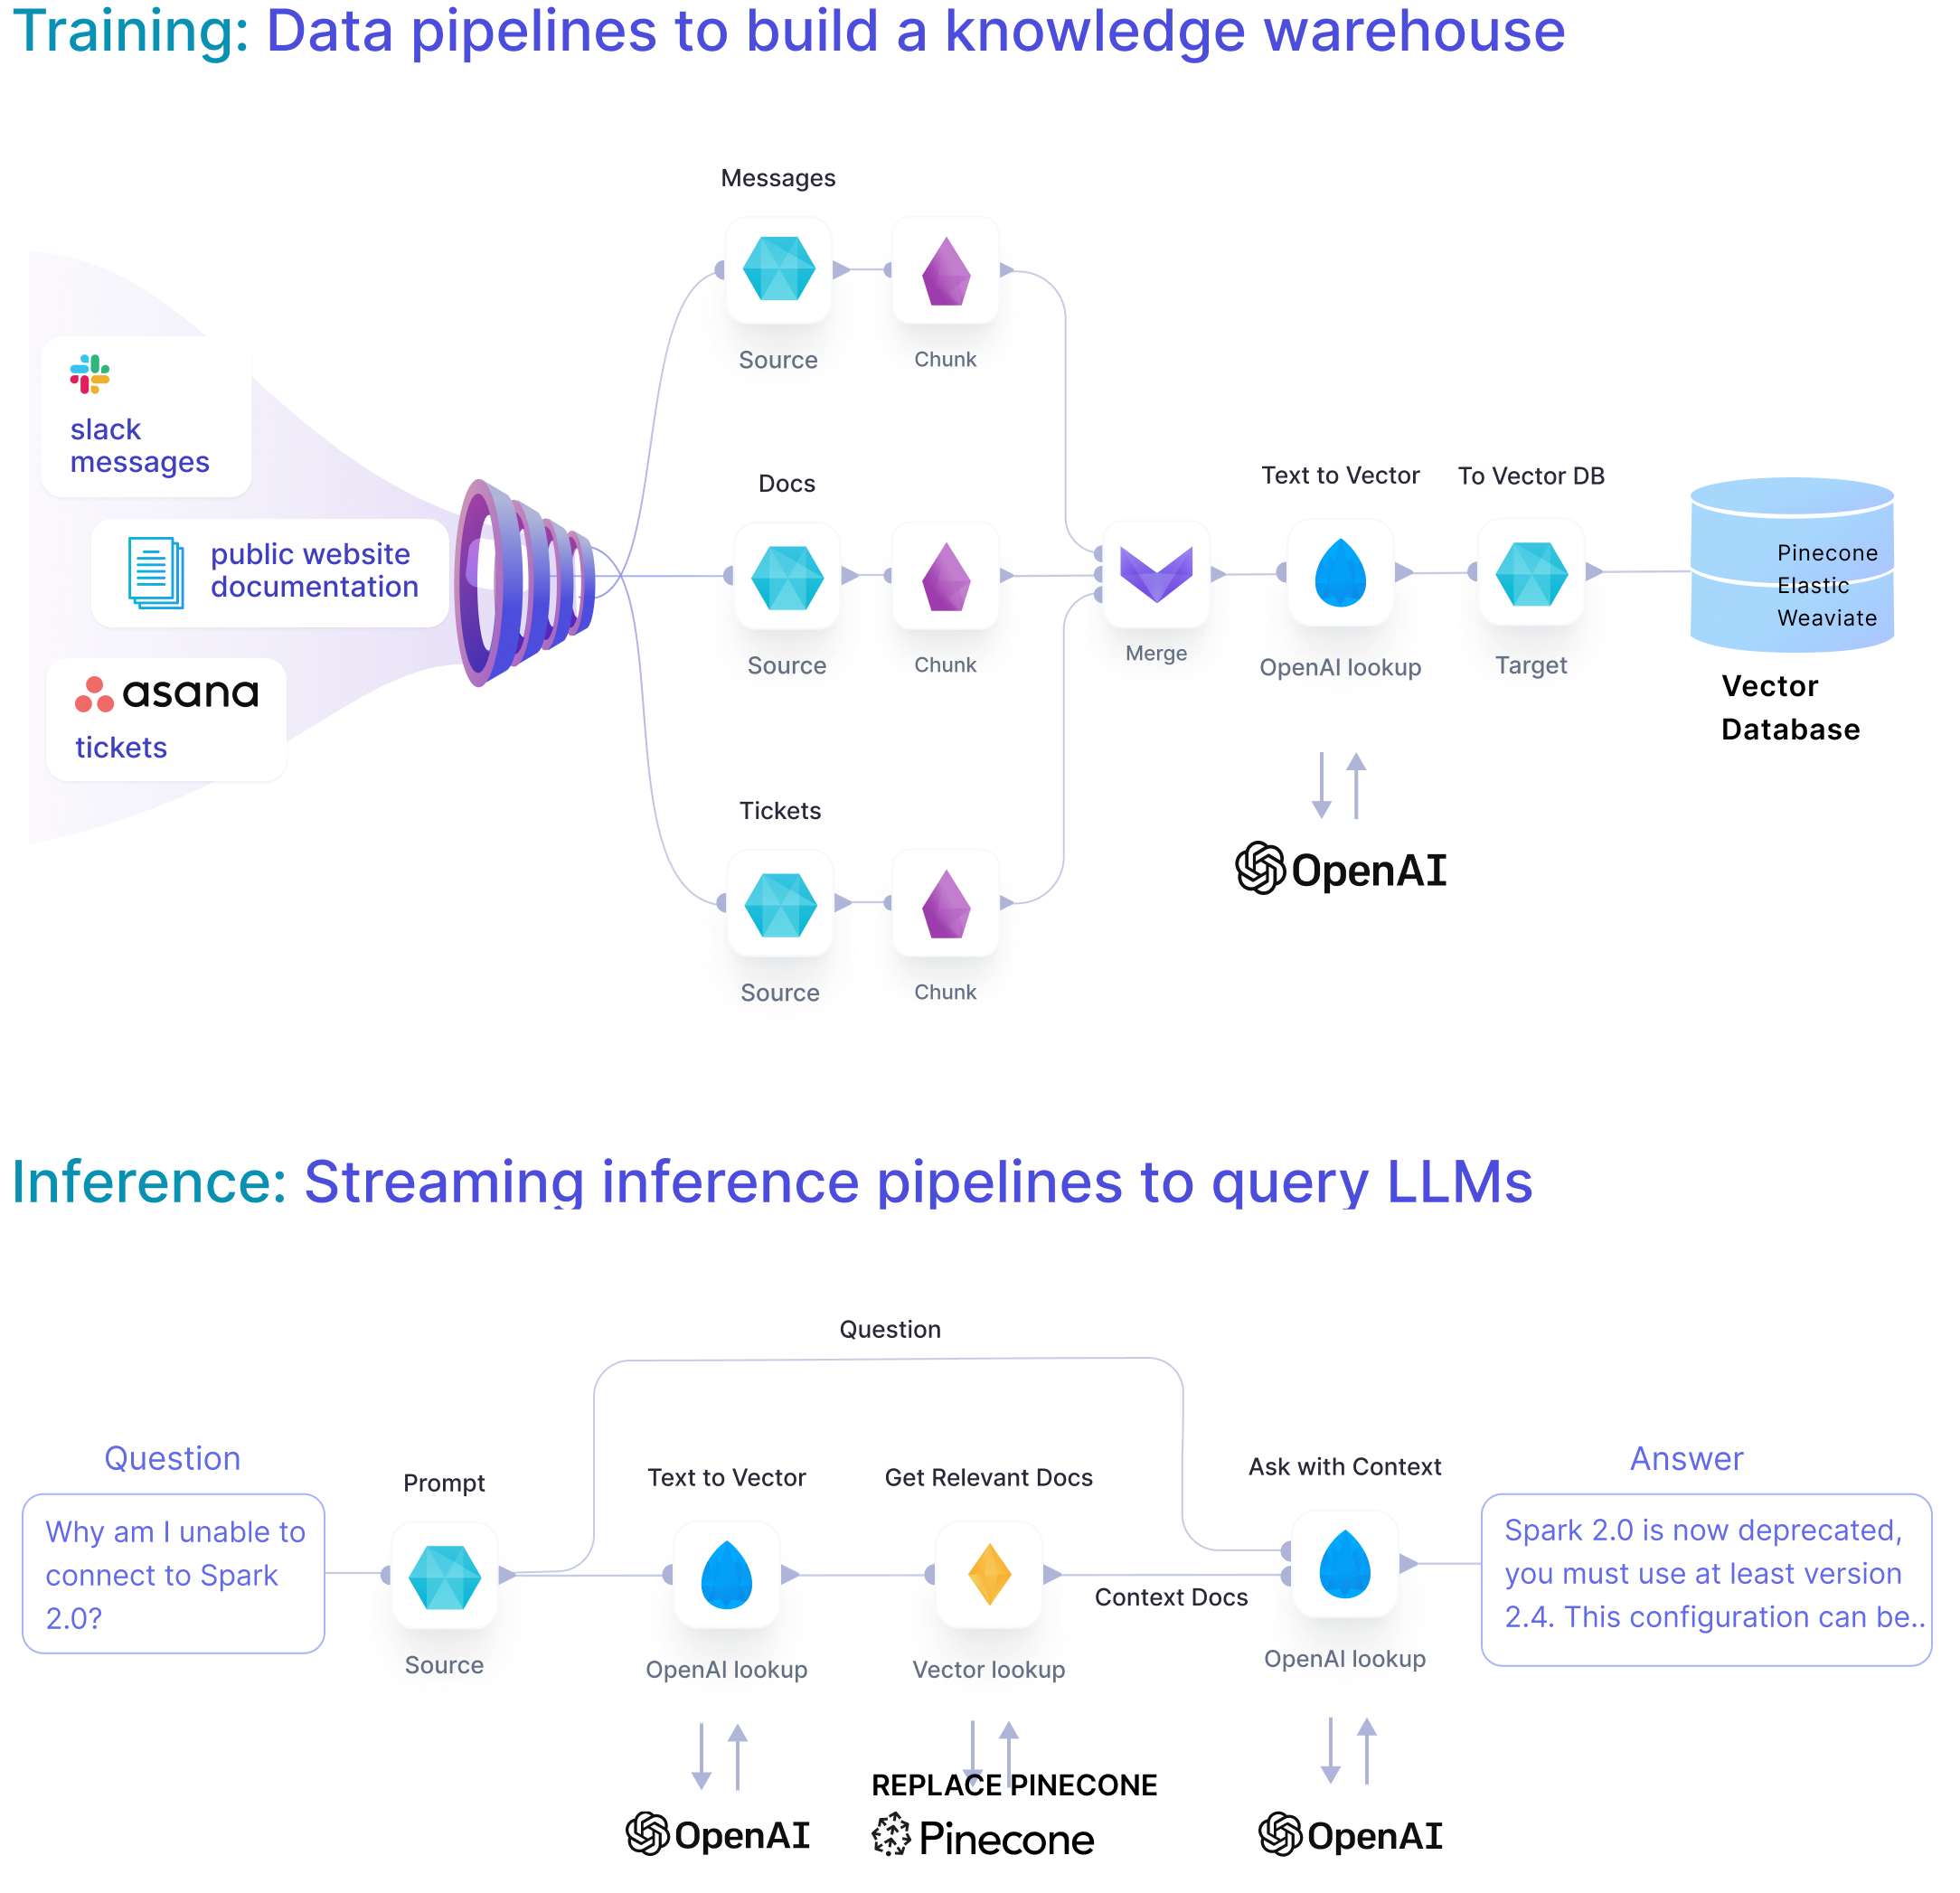 Training: Data pipelines to build a knowledge warehouse
Messages
Source
Chunk
slack
messages
public website
documentation
asana
tickets
Docs
Source
Chunk
Tickets
Source
Chunk
Merge
Text to Vector
OpenAI lookup
OpenAI
To Vector DB
Target
Pinecone
Elastic
Weaviate
Vector
Database
Inference: Streaming inference pipelines to query LLMs
Question
Question
Why am I unable to
connect to Spark
2.0?
Prompt
Source
Text to Vector
OpenAI lookup
OpenAI
Get Relevant Docs
Vector lookup
REPLACE PINECONE
Pinecone
Context Docs
Ask with Context
OpenAI lookup
OpenAI
Answer
Spark 2.0 is now deprecated,
you must use at least version
2.4. This configuration can be..